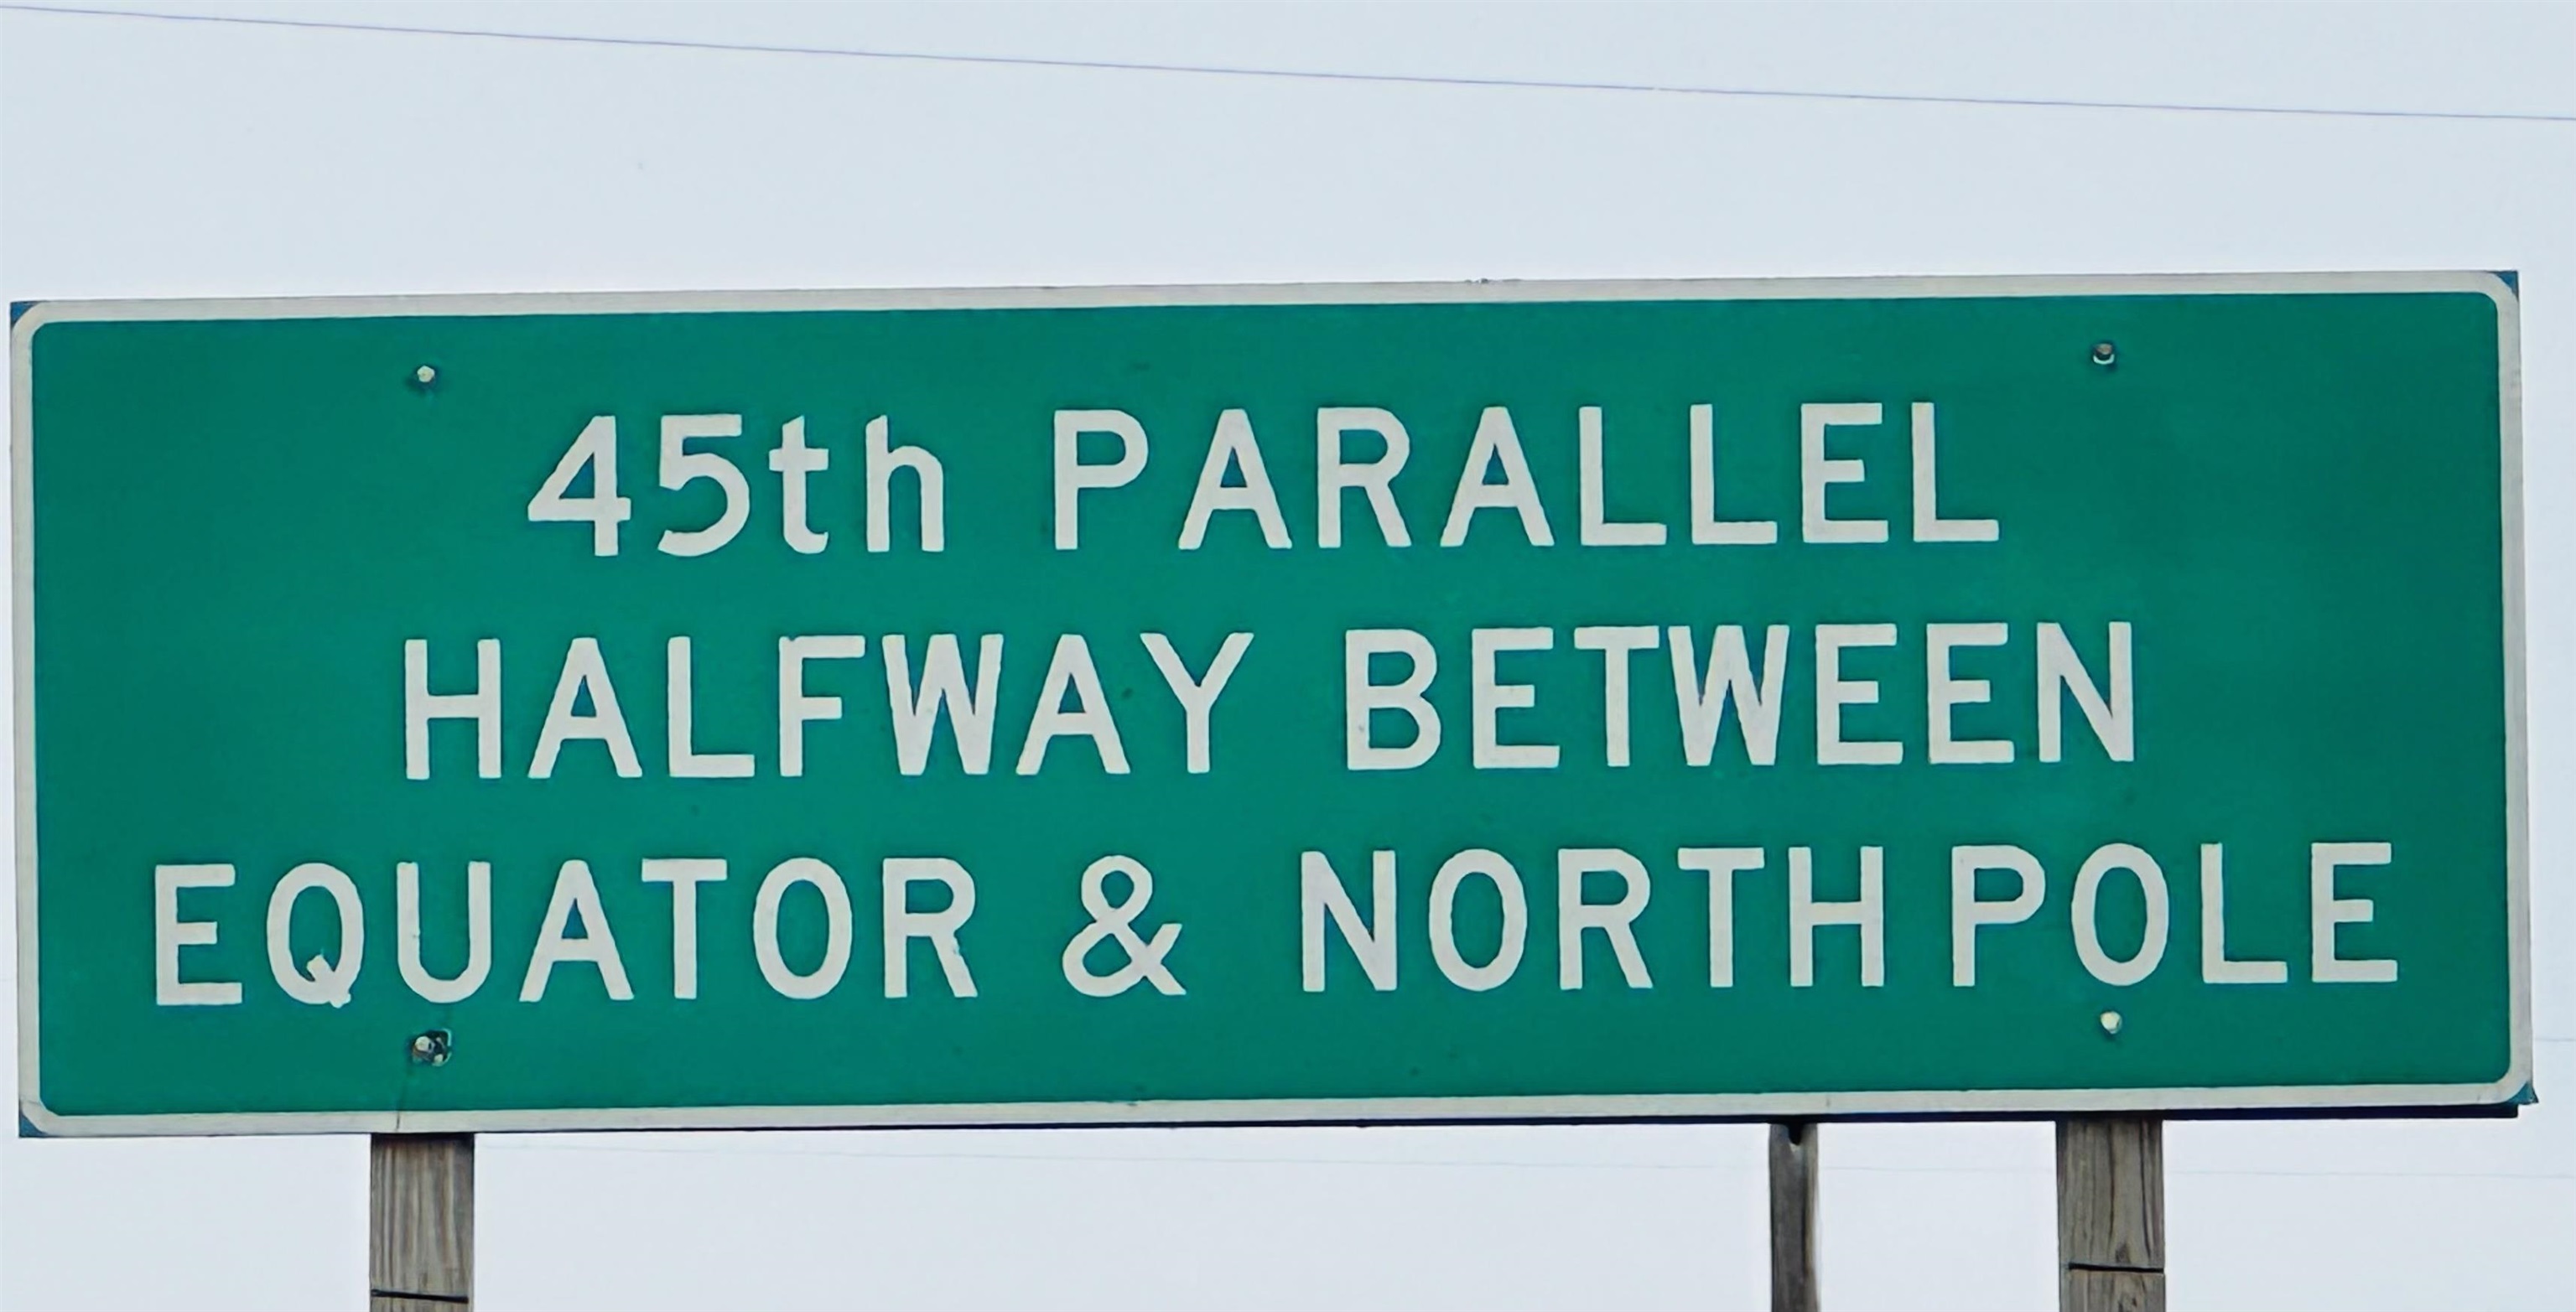 45th PARALLEL
HALFWAY BETWEEN
EQUATOR & NORTH POLE